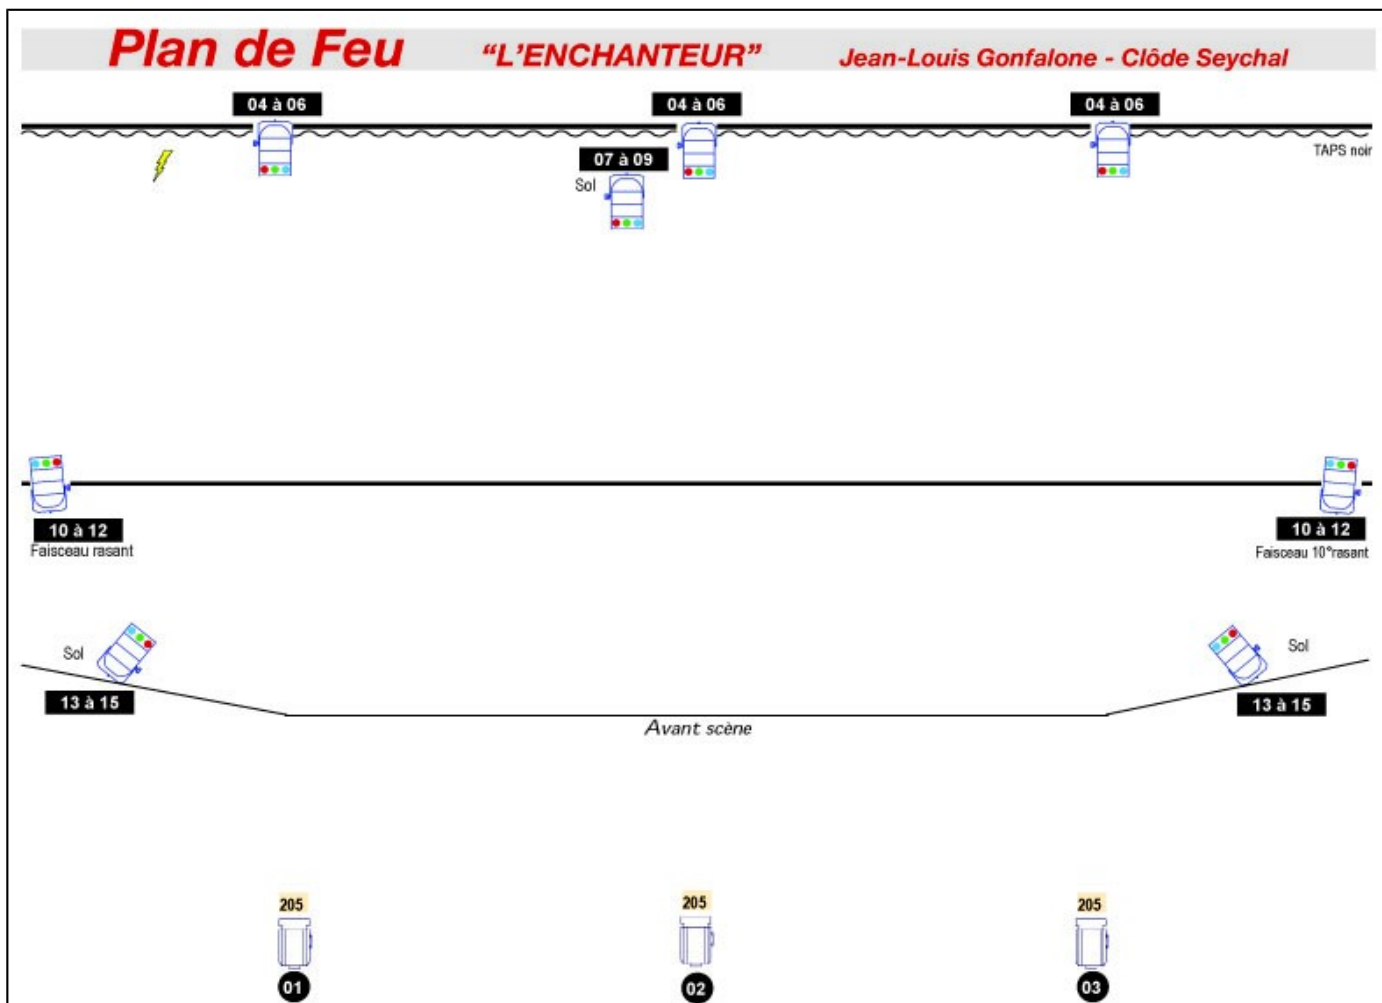 Plan de Feu "L'ENCHANTEUR" Jean-Louis Gonfalone - Clôde Seychal
04 à 06 04 à 06 04 à 06
TAPS noir
07 à 09
Sol
10 à 12 10 à 12
Faisceau rasant Faisceau 10°rasant
Sol Sol
13 à 15 13 à 15
Avant scène
205 205 205
01 02 03